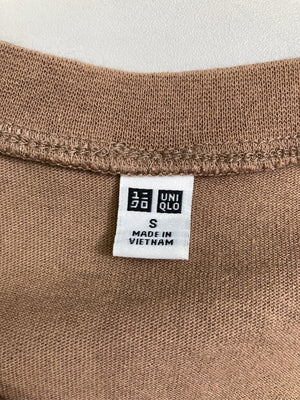 ユニ UNI
クロ QLO
S
MADE IN
VIETNAM